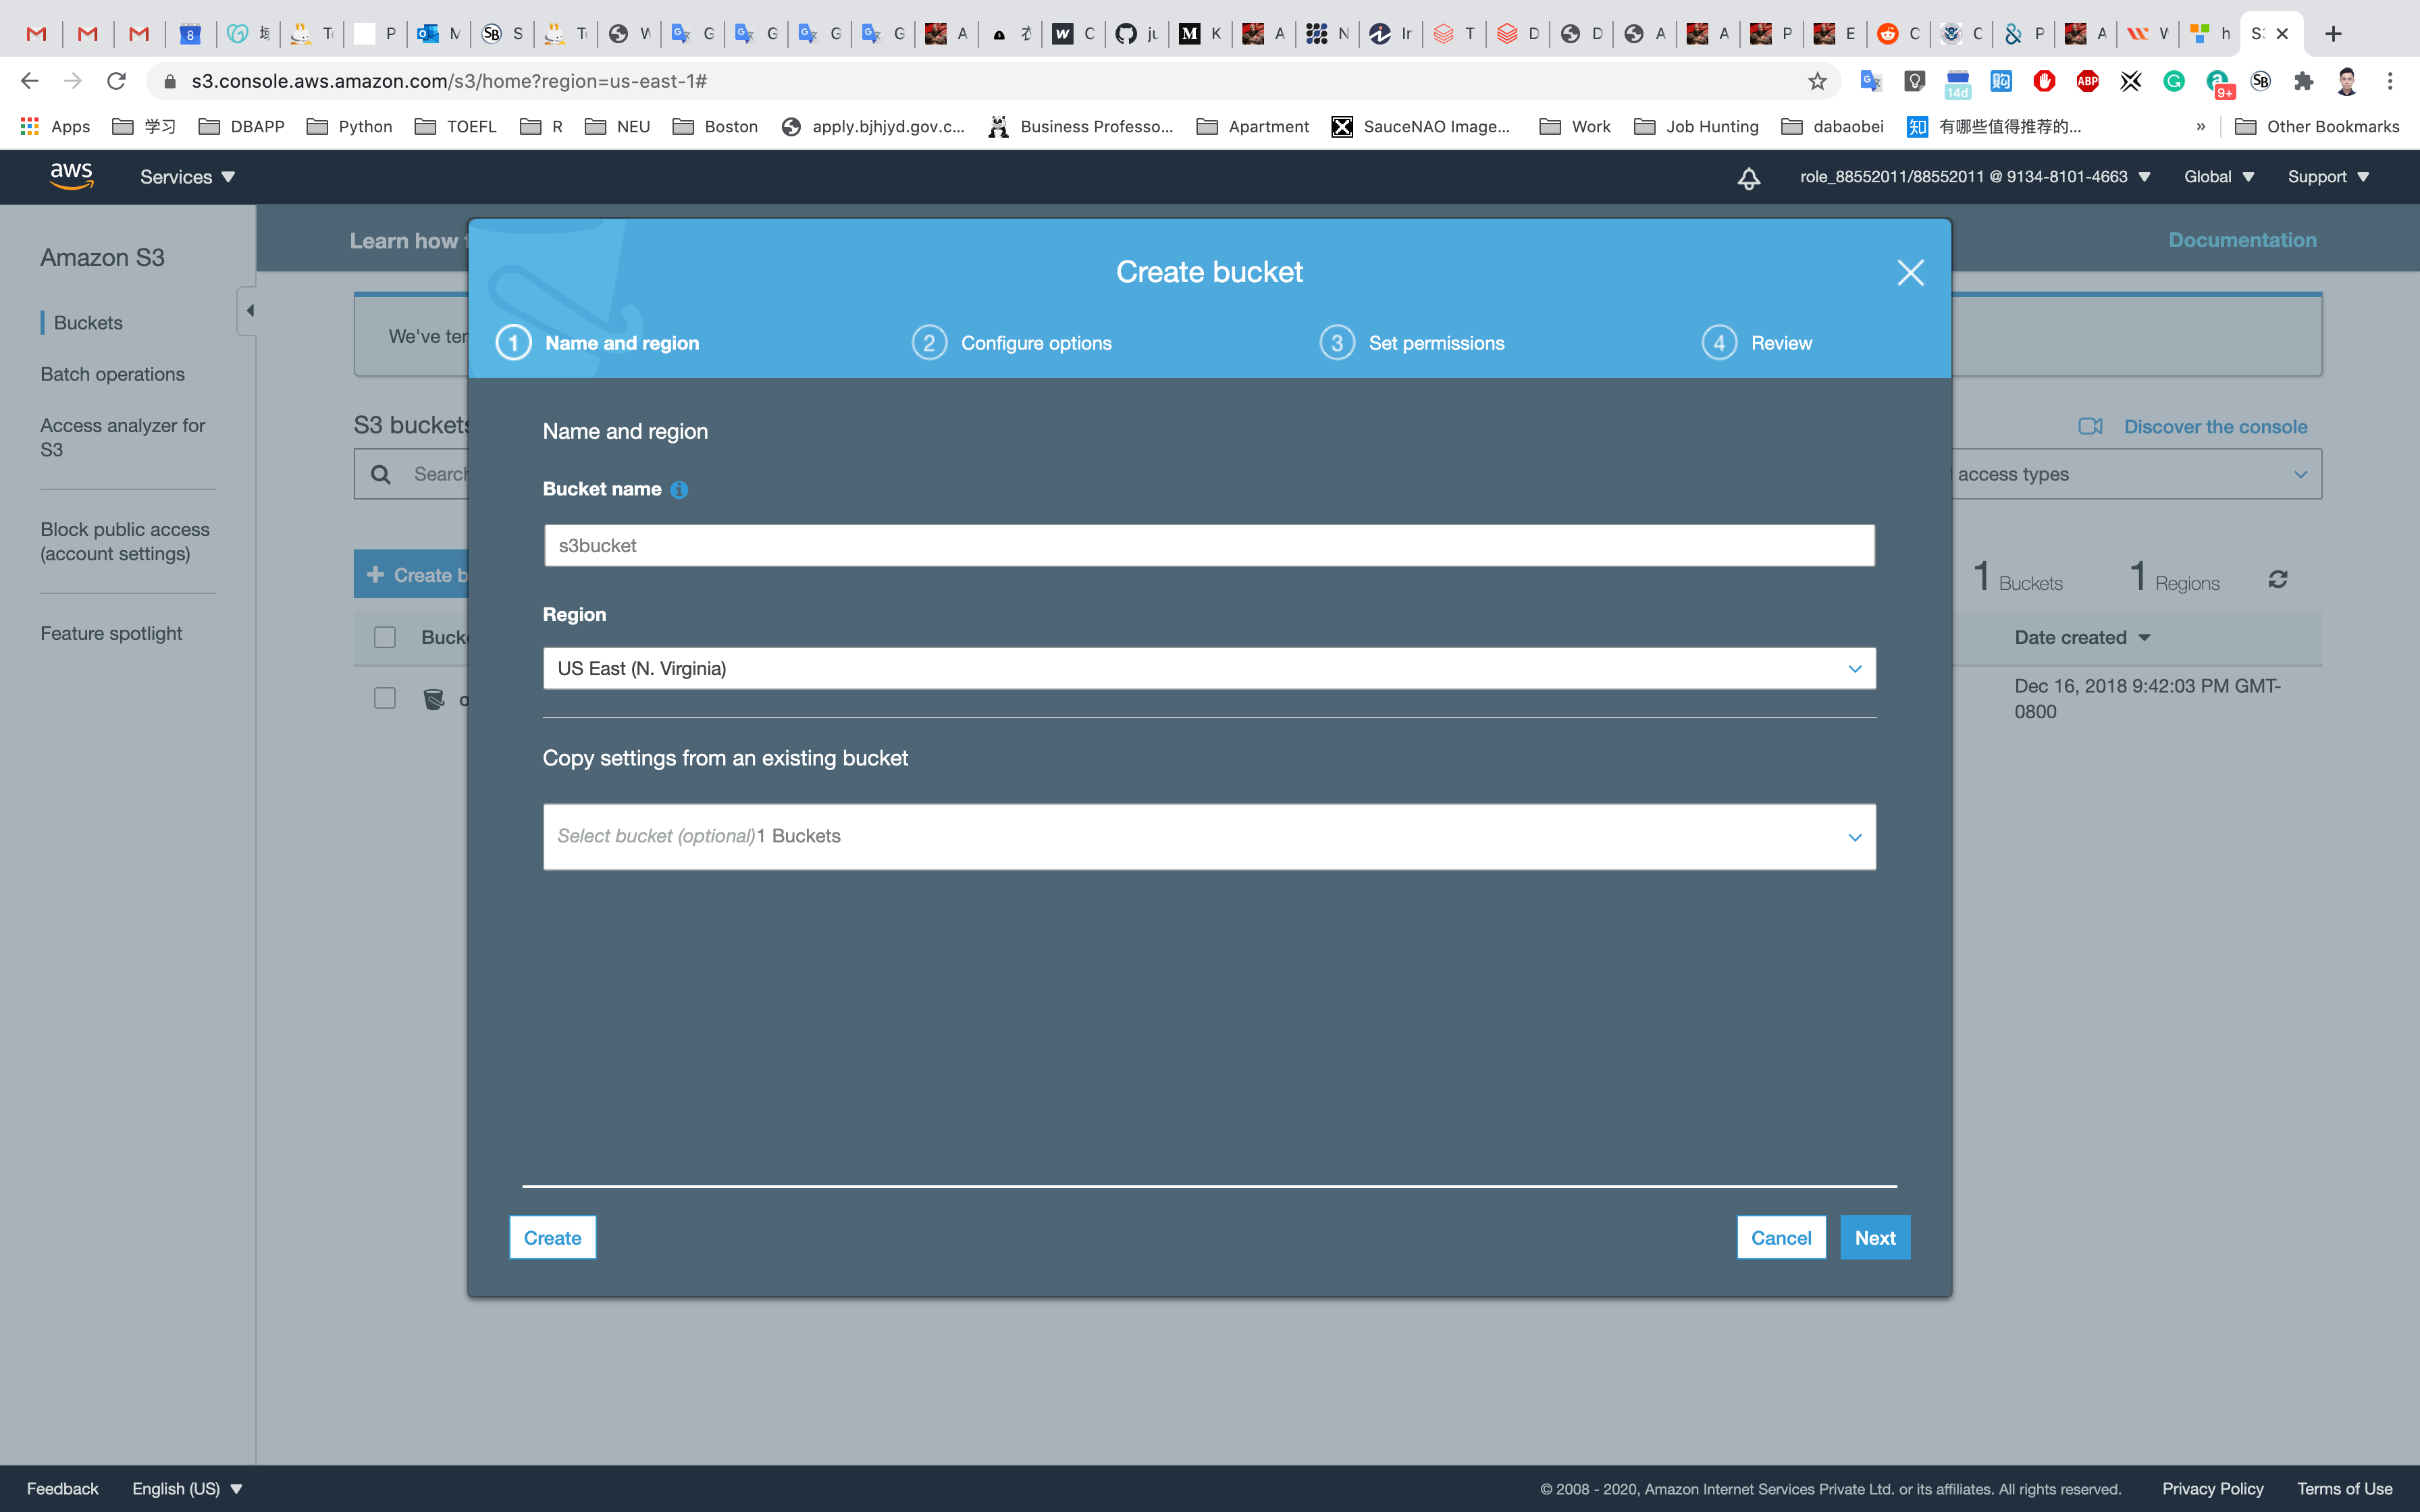 8
S
s3.console.aws.amazon.com/s3/home?region=us-east-1#
14d
ABP
9+
Apps 学习 DBAPP Python TOEFL R NEU Boston apply.bjhjyd.gov.c... Business Professo... Apartment SauceNAO Image... Work Job Hunting dabaobei 知 有哪些值得推荐的... » Other Bookmarks
aws Services role_88552011/88552011 @ 9134-8101-4663 Global Support
Amazon S3
Buckets
Batch operations
Access analyzer for
S3
Block public access
(account settings)
Feature spotlight
Learn how
Documentation
We've ter
S3 buckets
Discover the console
Search
access types
Create b
1 Buckets 1 Regions
Bucke
Date created
Dec 16, 2018 9:42:03 PM GMT-
0800
Create bucket
1 Name and region 2 Configure options 3 Set permissions 4 Review
Name and region
Bucket name
s3bucket
Region
US East (N. Virginia)
Copy settings from an existing bucket
Select bucket (optional)1 Buckets
Create Cancel Next
Feedback English (US) © 2008 - 2020, Amazon Internet Services Private Ltd. or its affiliates. All rights reserved. Privacy Policy Terms of Use